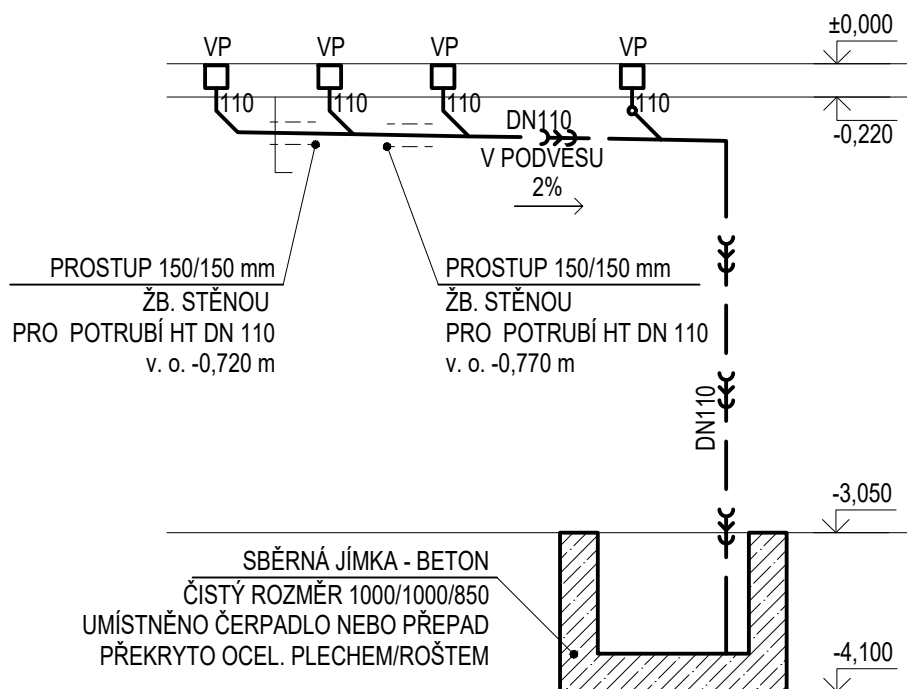 ±0,000
VP VP VP VP
110 110 110 110
-0,220
DN110
V PODVĚSU
2%
PROSTUP 150/150 mm
ŽB. STĚNOU
PRO POTRUBÍ HT DN 110
v. o. -0,720 m
PROSTUP 150/150 mm
ŽB. STĚNOU
PRO POTRUBÍ HT DN 110
v. o. -0,770 m
DN110
-3,050
SBĚRNÁ JÍMKA - BETON
ČISTÝ ROZMĚR 1000/1000/850
UMÍSTNĚNO ČERPADLO NEBO PŘEPAD
PŘEKRYTO OCEL. PLECHEM/ROŠTEM
-4,100